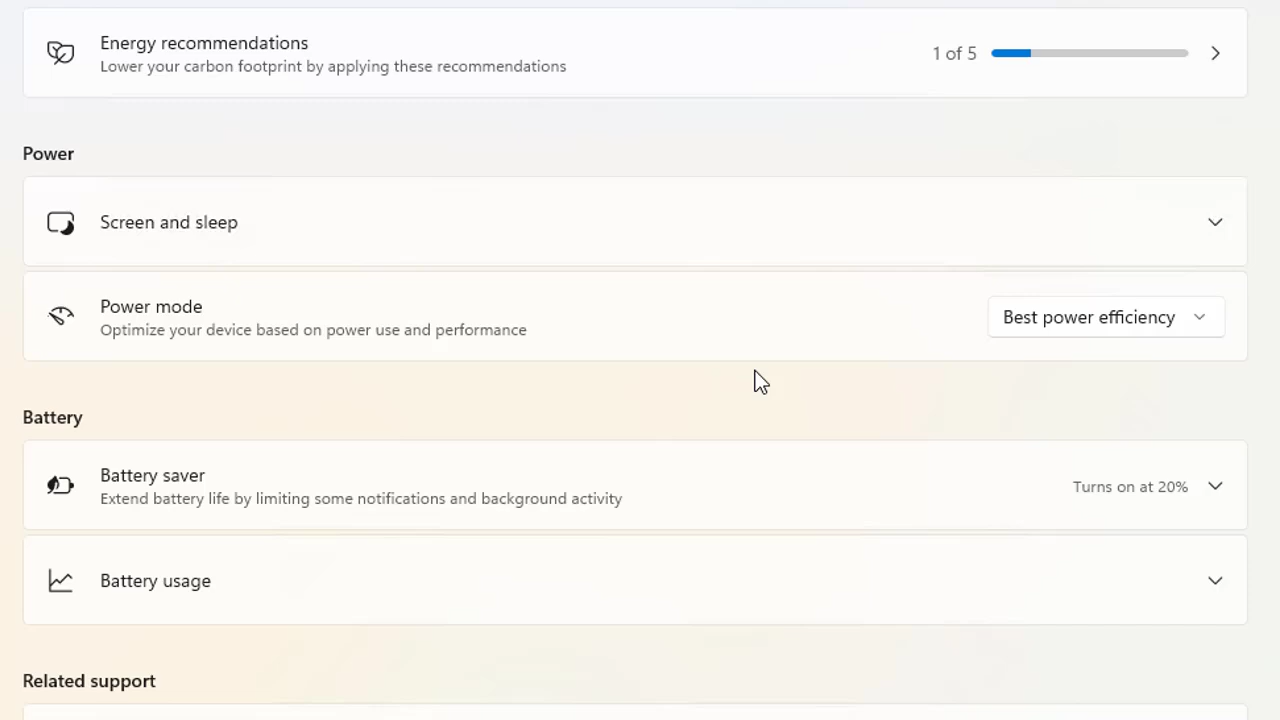 Energy recommendations
Lower your carbon footprint by applying these recommendations
1 of 5
Power
Screen and sleep
Power mode
Optimize your device based on power use and performance
Best power efficiency
Battery
Battery saver
Extend battery life by limiting some notifications and background activity
Turns on at 20%
Battery usage
Related support